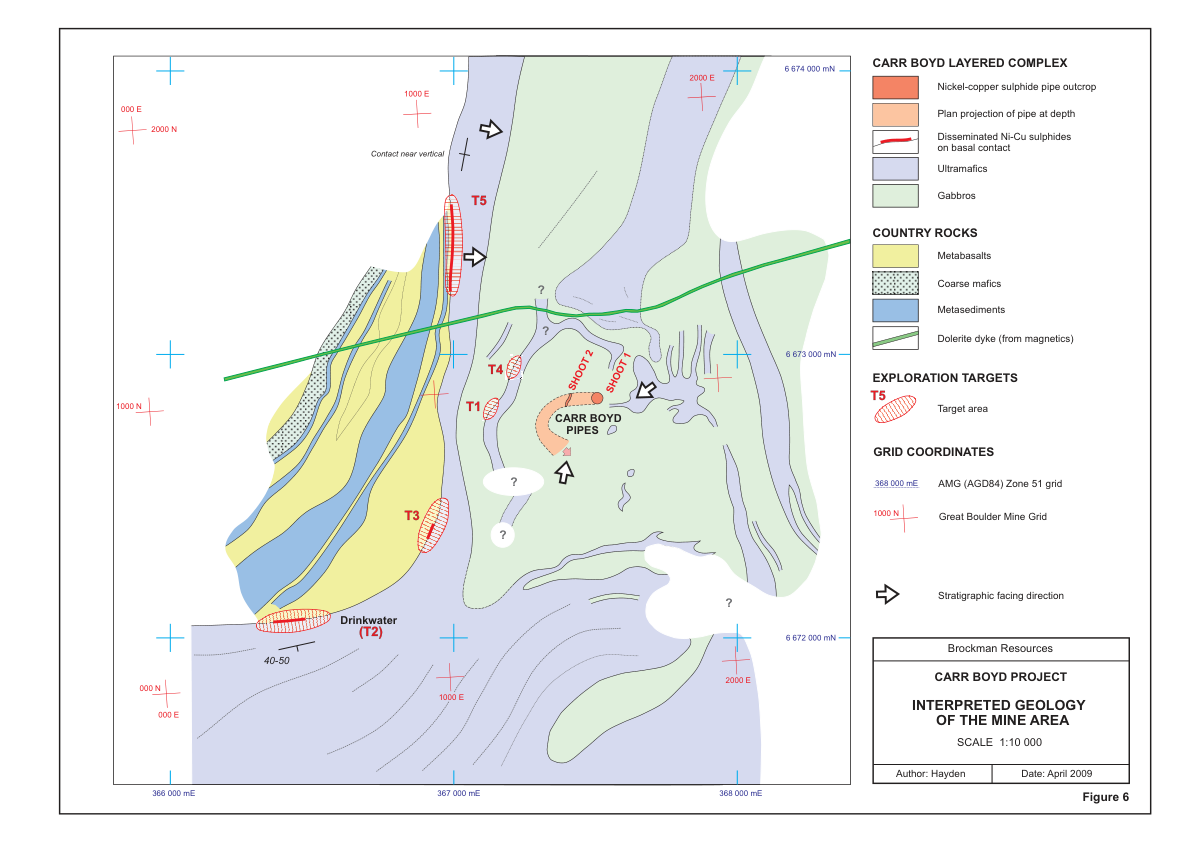 6 674 000 mN
2000 E
1000 E
000 E
2000 N
Contact near vertical
T5
?
?
6 673 000 mN
T4
SHOOT 2
SHOOT 1
1000 N
T1
CARR BOYD
PIPES
?
T3
?
?
Drinkwater
(T2)
6 672 000 mN
40-50
2000 E
000 N
000 E
1000 E
366 000 mE
367 000 mE
368 000 mE
CARR BOYD LAYERED COMPLEX
Nickel-copper sulphide pipe outcrop
Plan projection of pipe at depth
Disseminated Ni-Cu sulphides
on basal contact
Ultramafics
Gabbros
COUNTRY ROCKS
Metabasalts
Coarse mafics
Metasediments
Dolerite dyke (from magnetics)
EXPLORATION TARGETS
T5
Target area
GRID COORDINATES
368 000 mE
AMG (AGD84) Zone 51 grid
1000 N
Great Boulder Mine Grid
Stratigraphic facing direction
Brockman Resources
CARR BOYD PROJECT
INTERPRETED GEOLOGY
OF THE MINE AREA
SCALE 1:10 000
Author: Hayden
Date: April 2009
Figure 6